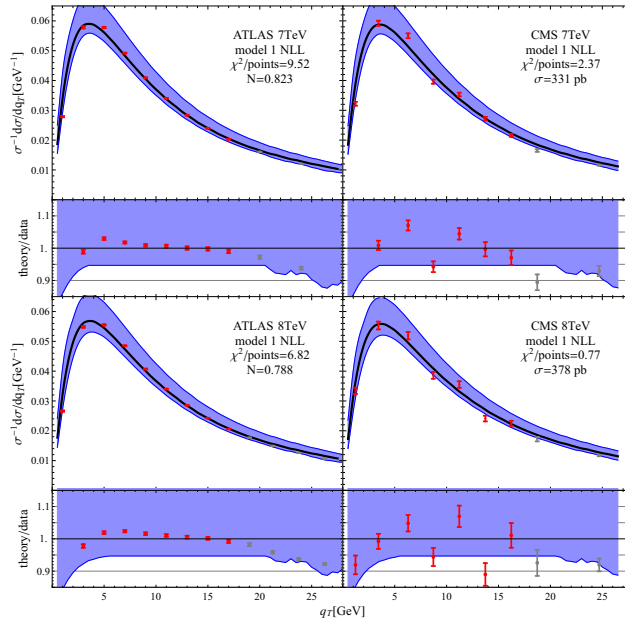 0.06
0.05
0.04
0.03
0.02
0.01
σ⁻¹dσ/dq_T[GeV⁻¹]
ATLAS 7TeV
model 1 NLL
χ²/points=9.52
N=0.823
CMS 7TeV
model 1 NLL
χ²/points=2.37
σ=331 pb
1.1
1.
0.9
theory/data
0.06
0.05
0.04
0.03
0.02
0.01
σ⁻¹dσ/dq_T[GeV⁻¹]
ATLAS 8TeV
model 1 NLL
χ²/points=6.82
N=0.788
CMS 8TeV
model 1 NLL
χ²/points=0.77
σ=378 pb
1.1
1.
0.9
theory/data
5 10 15 20 25 5 10 15 20 25
q_T[GeV]